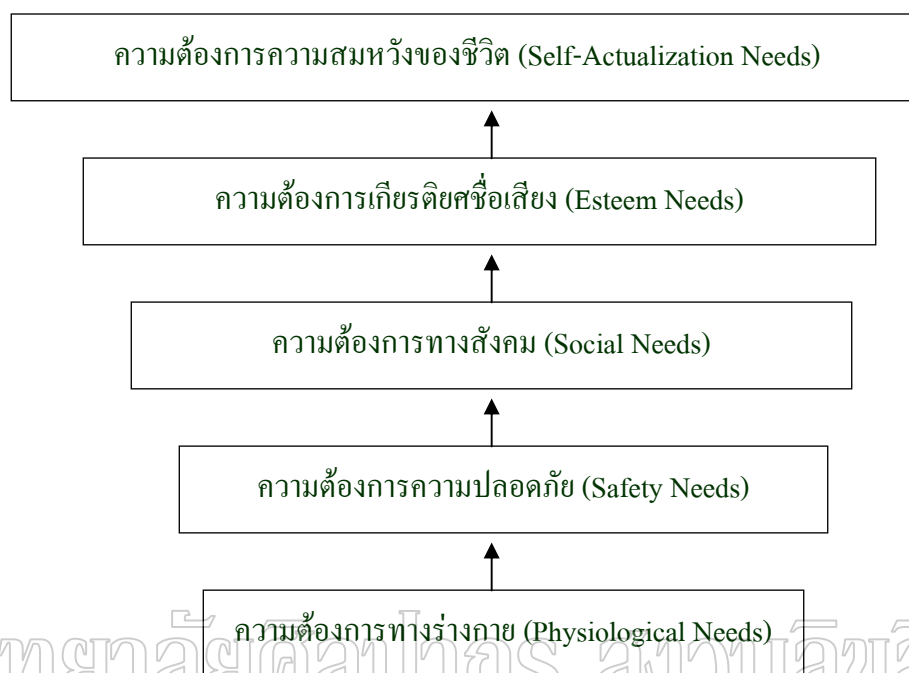 ความต้องการความสมหวังของชีวิต (Self-Actualization Needs)
ความต้องการเกียรติยศชื่อเสียง (Esteem Needs)
ความต้องการทางสังคม (Social Needs)
ความต้องการความปลอดภัย (Safety Needs)
ความต้องการทางร่างกาย (Physiological Needs)